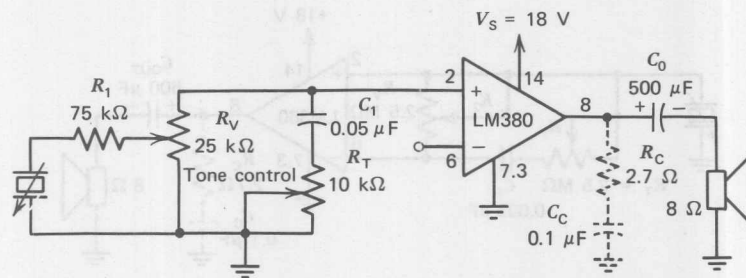 V_S = 18 V
R_1
75 kΩ
R_V
25 kΩ
Tone control
C_1
0.05 μF
R_T
10 kΩ
2
+
14
LM380
8
6
−
7.3
C_0
500 μF
+
−
R_C
2.7 Ω
C_C
0.1 μF
8 Ω